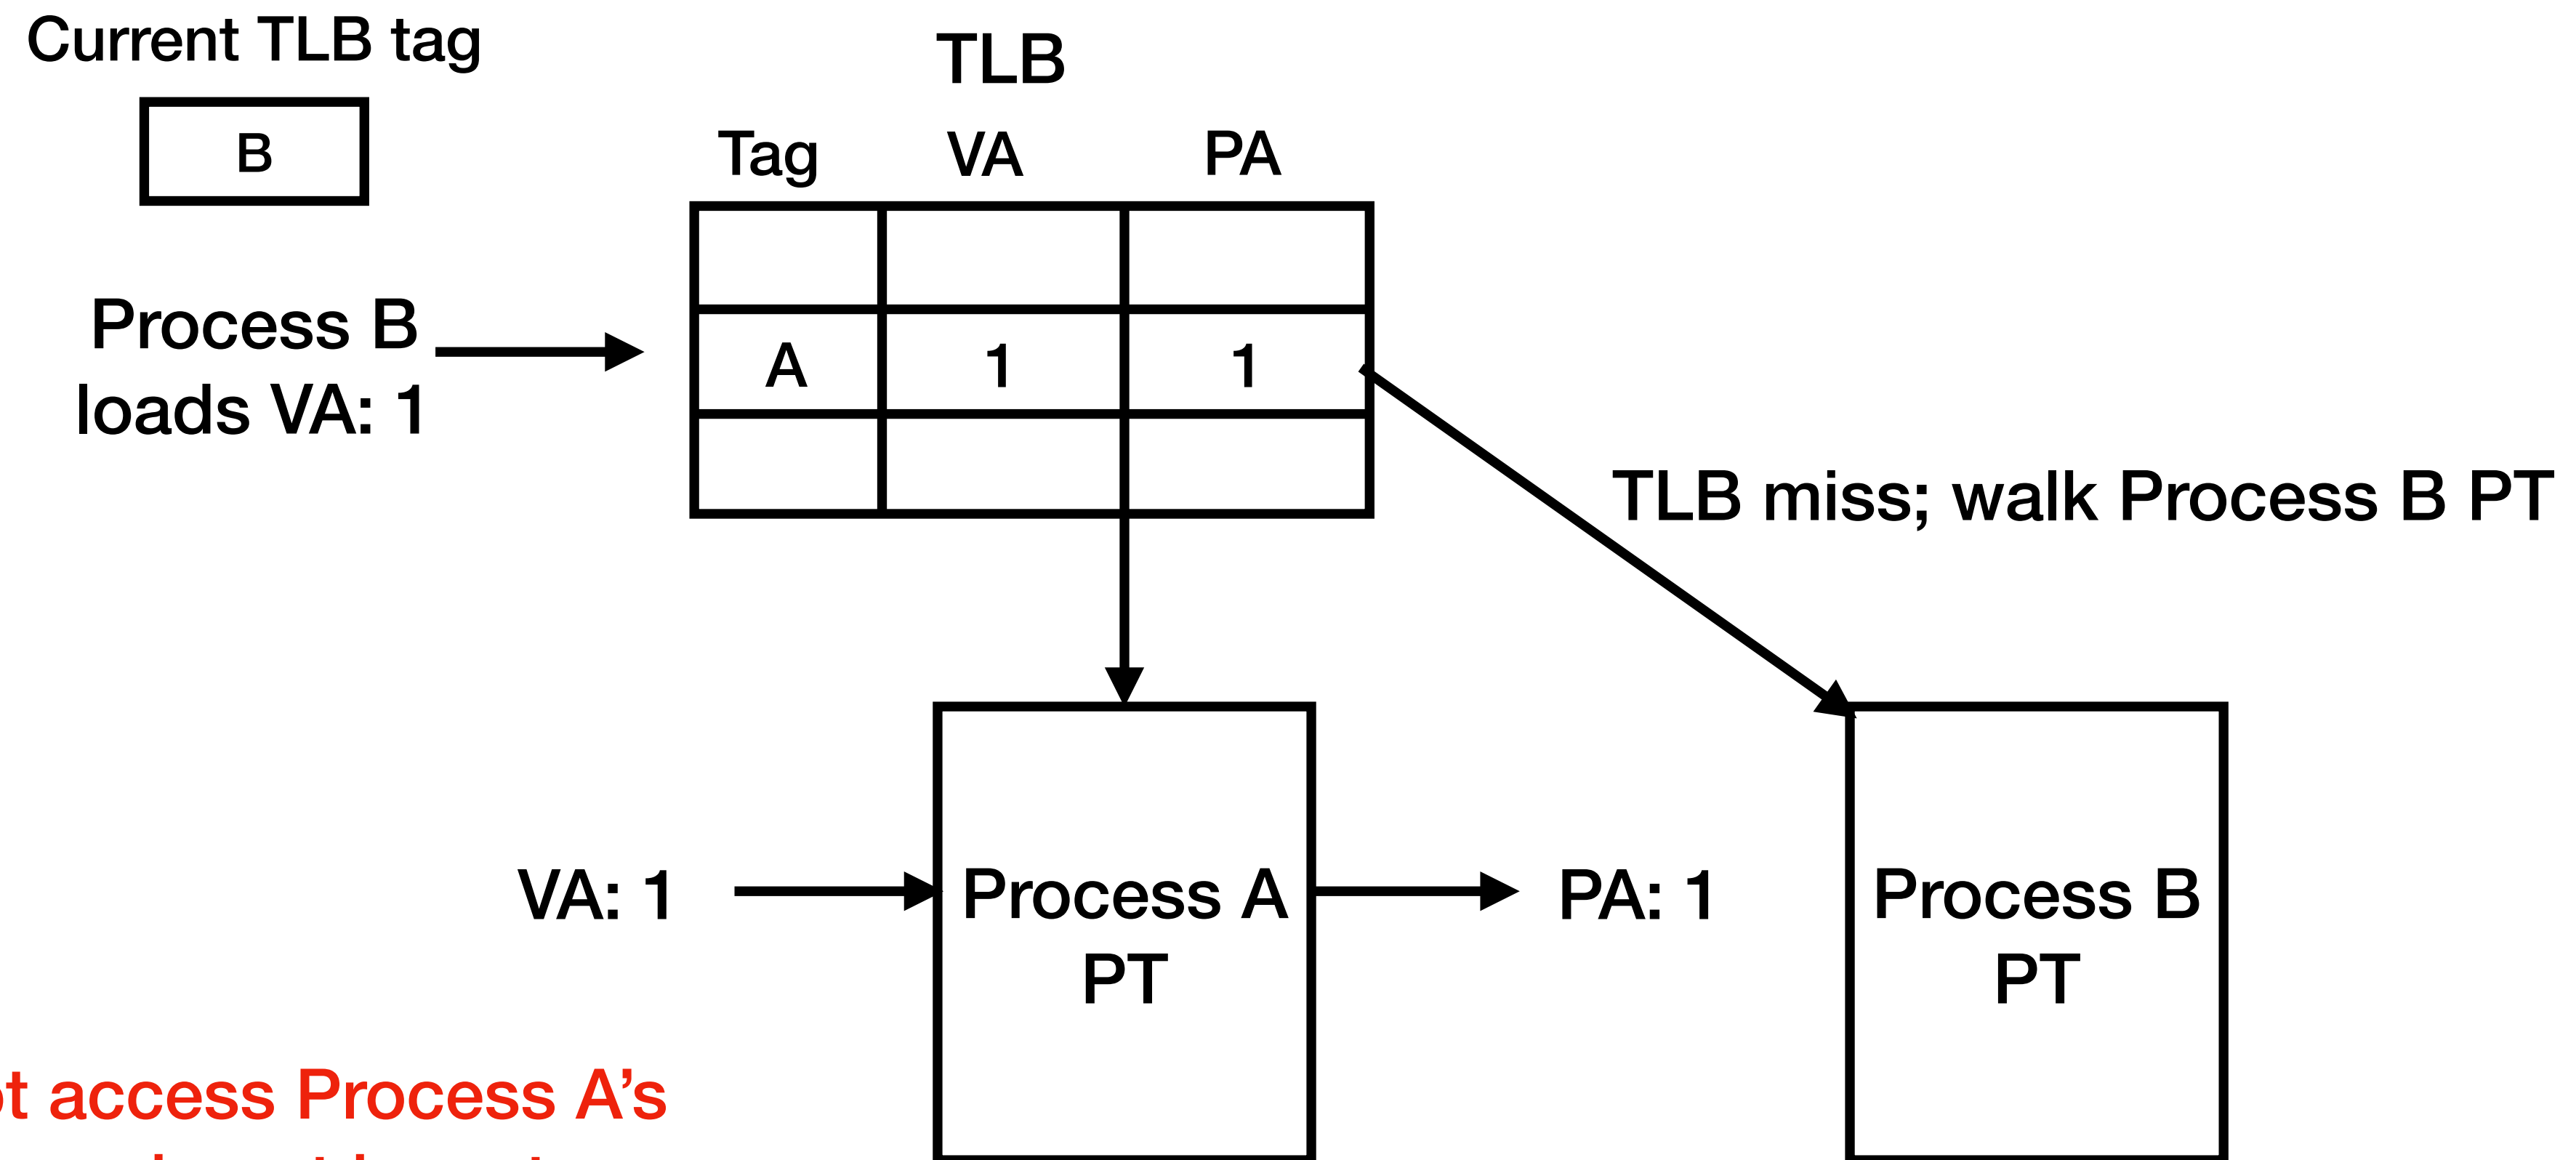 Current TLB tag
B
TLB
Tag VA PA
Process B
loads VA: 1
A 1 1
TLB miss; walk Process B PT
VA: 1
Process A
PT
PA: 1
Process B
PT
access Process A’s